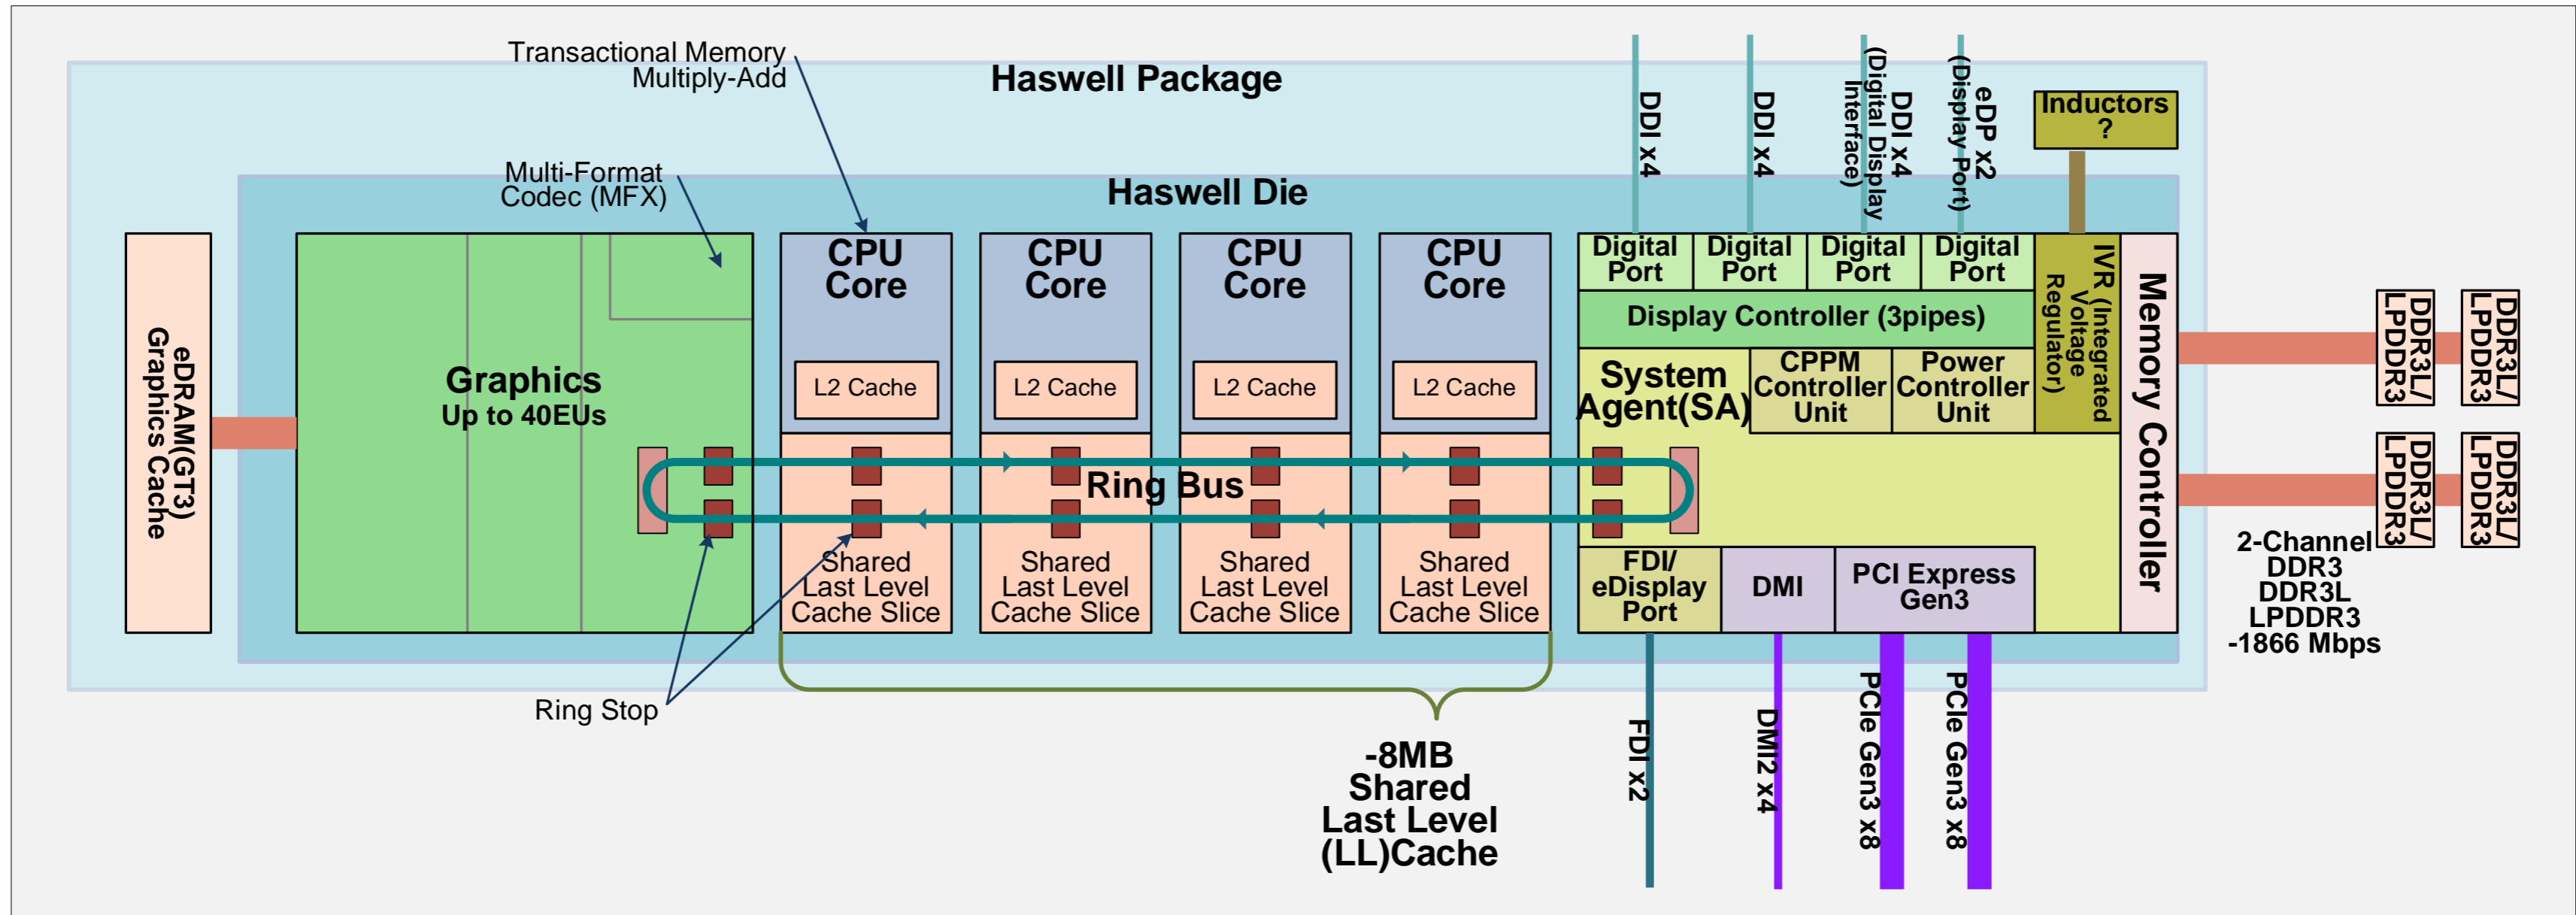 Transactional Memory
Multiply-Add
Haswell Package
Multi-Format
Codec (MFX)
Haswell Die
DDI x4
DDI x4
DDI x4
(Digital Display
Interface)
eDP x2
(Display Port)
Inductors
?
eDRAM(GT3)
Graphics Cache
Graphics
Up to 40EUs
CPU
Core
L2 Cache
CPU
Core
L2 Cache
CPU
Core
L2 Cache
CPU
Core
L2 Cache
Ring Bus
Shared
Last Level
Cache Slice
Shared
Last Level
Cache Slice
Shared
Last Level
Cache Slice
Shared
Last Level
Cache Slice
Digital
Port
Digital
Port
Digital
Port
Digital
Port
Display Controller (3pipes)
System
Agent(SA)
CPPM
Controller
Unit
Power
Controller
Unit
IVR (Integrated
Voltage
Regulator)
Memory Controller
FDI/
eDisplay
Port
DMI
PCI Express
Gen3
DDR3L/
LPDDR3
DDR3L/
LPDDR3
DDR3L/
LPDDR3
DDR3L/
LPDDR3
2-Channel
DDR3
DDR3L
LPDDR3
-1866 Mbps
Ring Stop
-8MB
Shared
Last Level
(LL)Cache
FDI x2
DMI2 x4
PCIe Gen3 x8
PCIe Gen3 x8